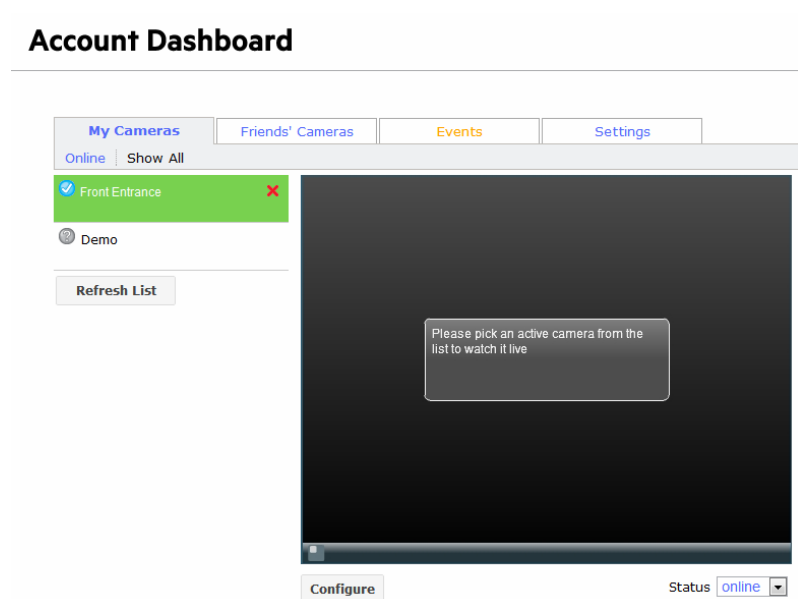 Account Dashboard
My Cameras
Friends' Cameras
Events
Settings
Online
Show All
Front Entrance
Demo
Refresh List
Please pick an active camera from the
list to watch it live
Configure
Status
online